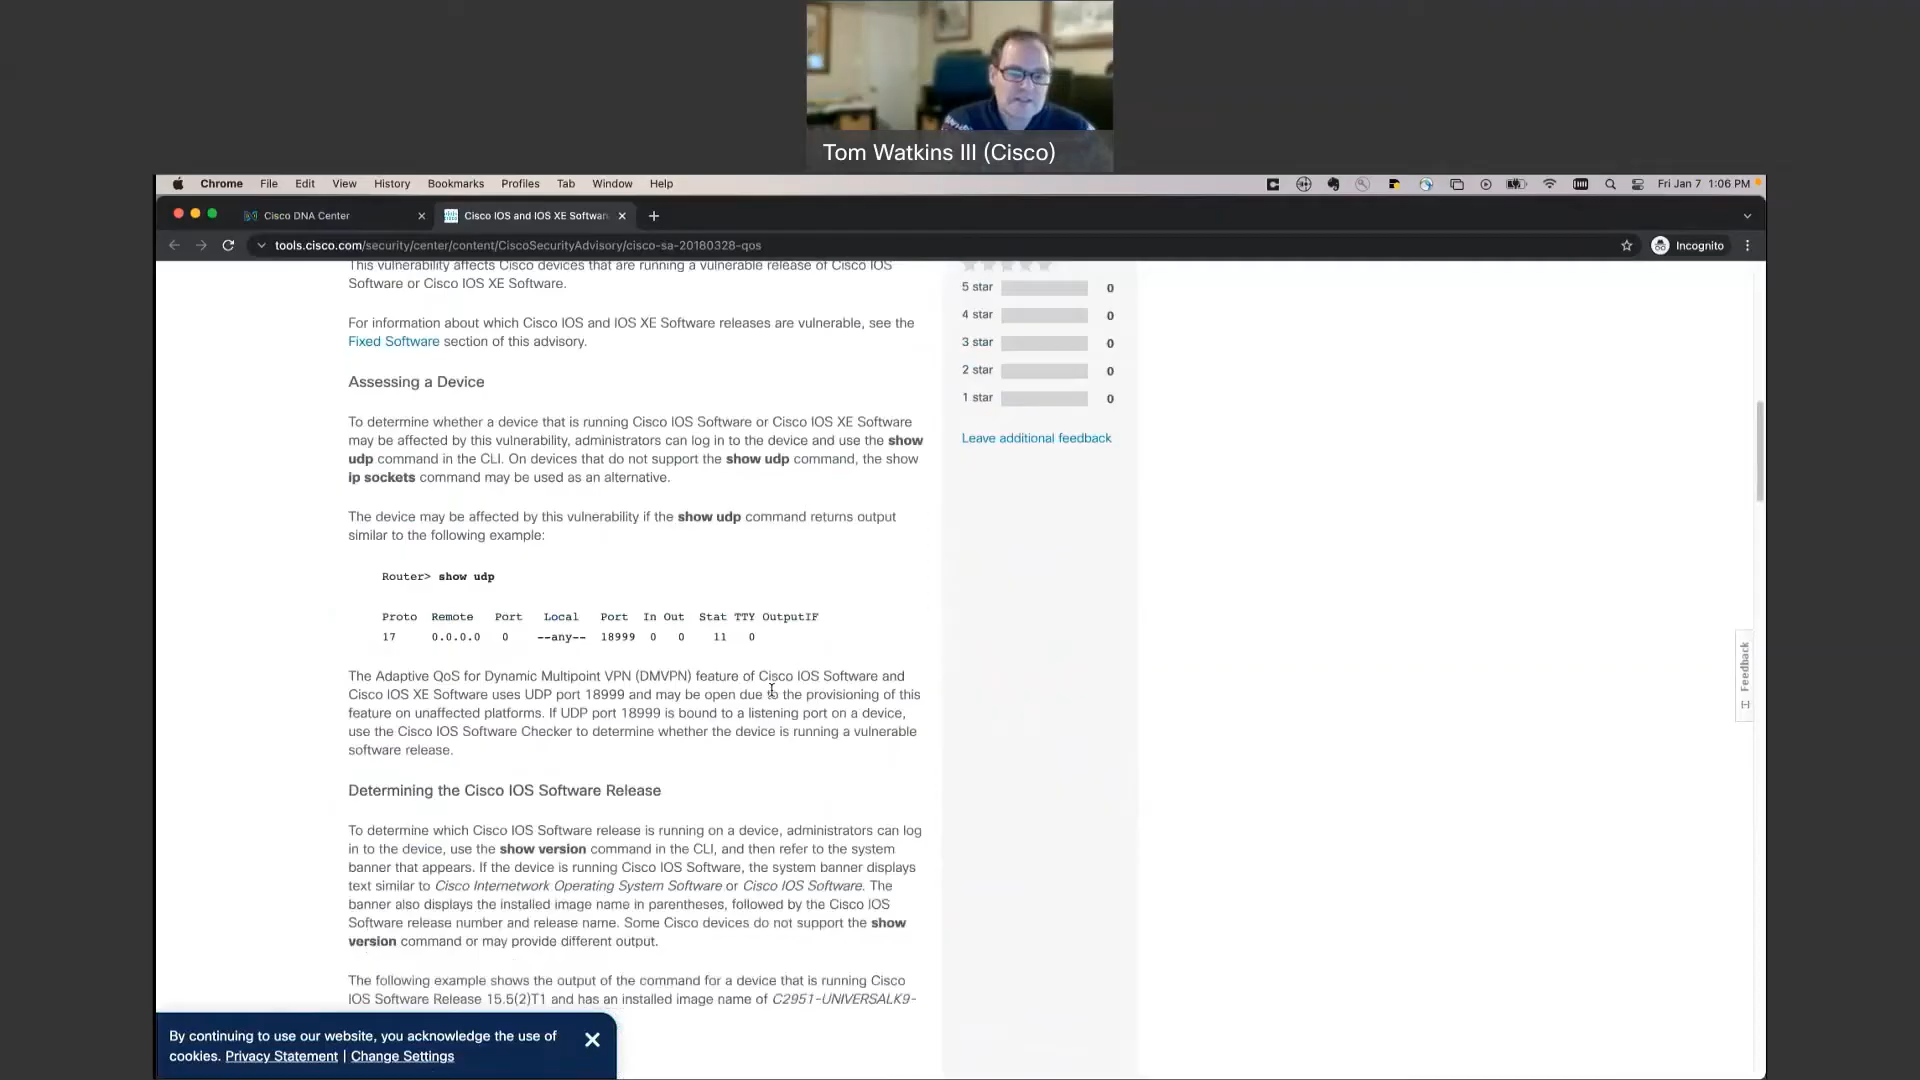 Tom Watkins III (Cisco)
Chrome File Edit View History Bookmarks Profiles Tab Window Help Fri Jan 7 1:06 PM
Cisco DNA Center
Cisco IOS and IOS XE Softwar
tools.cisco.com/security/center/content/CiscoSecurityAdvisory/cisco-sa-20180328-qos
Incognito
This vulnerability affects Cisco devices that are running a vulnerable release of Cisco IOS
Software or Cisco IOS XE Software.
For information about which Cisco IOS and IOS XE Software releases are vulnerable, see the
Fixed Software section of this advisory.
Assessing a Device
To determine whether a device that is running Cisco IOS Software or Cisco IOS XE Software
may be affected by this vulnerability, administrators can log in to the device and use the show
udp command in the CLI. On devices that do not support the show udp command, the show
ip sockets command may be used as an alternative.
The device may be affected by this vulnerability if the show udp command returns output
similar to the following example:
Router> show udp
Proto Remote Port Local Port In Out Stat TTY OutputIF
17 0.0.0.0 0 --any-- 18999 0 0 11 0
The Adaptive QoS for Dynamic Multipoint VPN (DMVPN) feature of Cisco IOS Software and
Cisco IOS XE Software uses UDP port 18999 and may be open due to the provisioning of this
feature on unaffected platforms. If UDP port 18999 is bound to a listening port on a device,
use the Cisco IOS Software Checker to determine whether the device is running a vulnerable
software release.
Determining the Cisco IOS Software Release
To determine which Cisco IOS Software release is running on a device, administrators can log
in to the device, use the show version command in the CLI, and then refer to the system
banner that appears. If the device is running Cisco IOS Software, the system banner displays
text similar to Cisco Internetwork Operating System Software or Cisco IOS Software. The
banner also displays the installed image name in parentheses, followed by the Cisco IOS
Software release number and release name. Some Cisco devices do not support the show
version command or may provide different output.
The following example shows the output of the command for a device that is running Cisco
IOS Software Release 15.5(2)T1 and has an installed image name of C2951-UNIVERSALK9-
5 star 0
4 star 0
3 star 0
2 star 0
1 star 0
Leave additional feedback
Feedback
By continuing to use our website, you acknowledge the use of
cookies. Privacy Statement | Change Settings